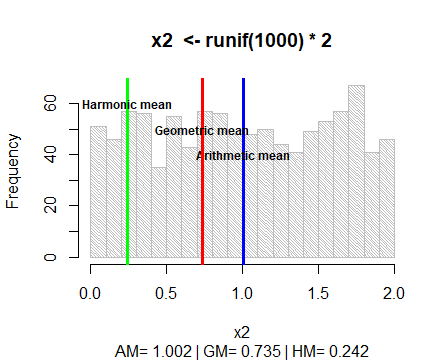 x2 <- runif(1000) * 2
Frequency
60
40
20
0
Harmonic mean
Geometric mean
Arithmetic mean
0.0 0.5 1.0 1.5 2.0
x2
AM= 1.002 | GM= 0.735 | HM= 0.242